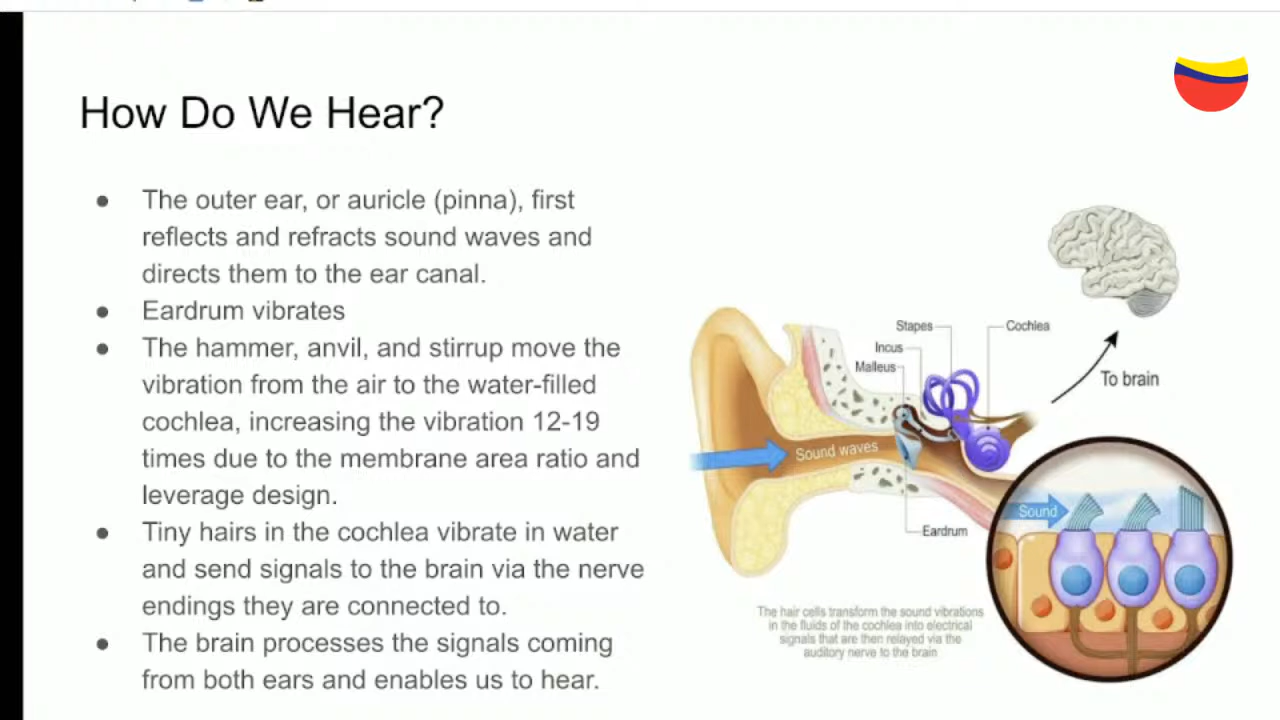 How Do We Hear?
● The outer ear, or auricle (pinna), first
reflects and refracts sound waves and
directs them to the ear canal.
● Eardrum vibrates
● The hammer, anvil, and stirrup move the
vibration from the air to the water-filled
cochlea, increasing the vibration 12-19
times due to the membrane area ratio and
leverage design.
● Tiny hairs in the cochlea vibrate in water
and send signals to the brain via the nerve
endings they are connected to.
● The brain processes the signals coming
from both ears and enables us to hear.
Stapes
Cochlea
Incus
Malleus
To brain
Sound waves
Sound
Eardrum
The hair cells transform the sound vibrations
in the fluids of the cochlea into electrical
signals that are then relayed via the
auditory nerve to the brain